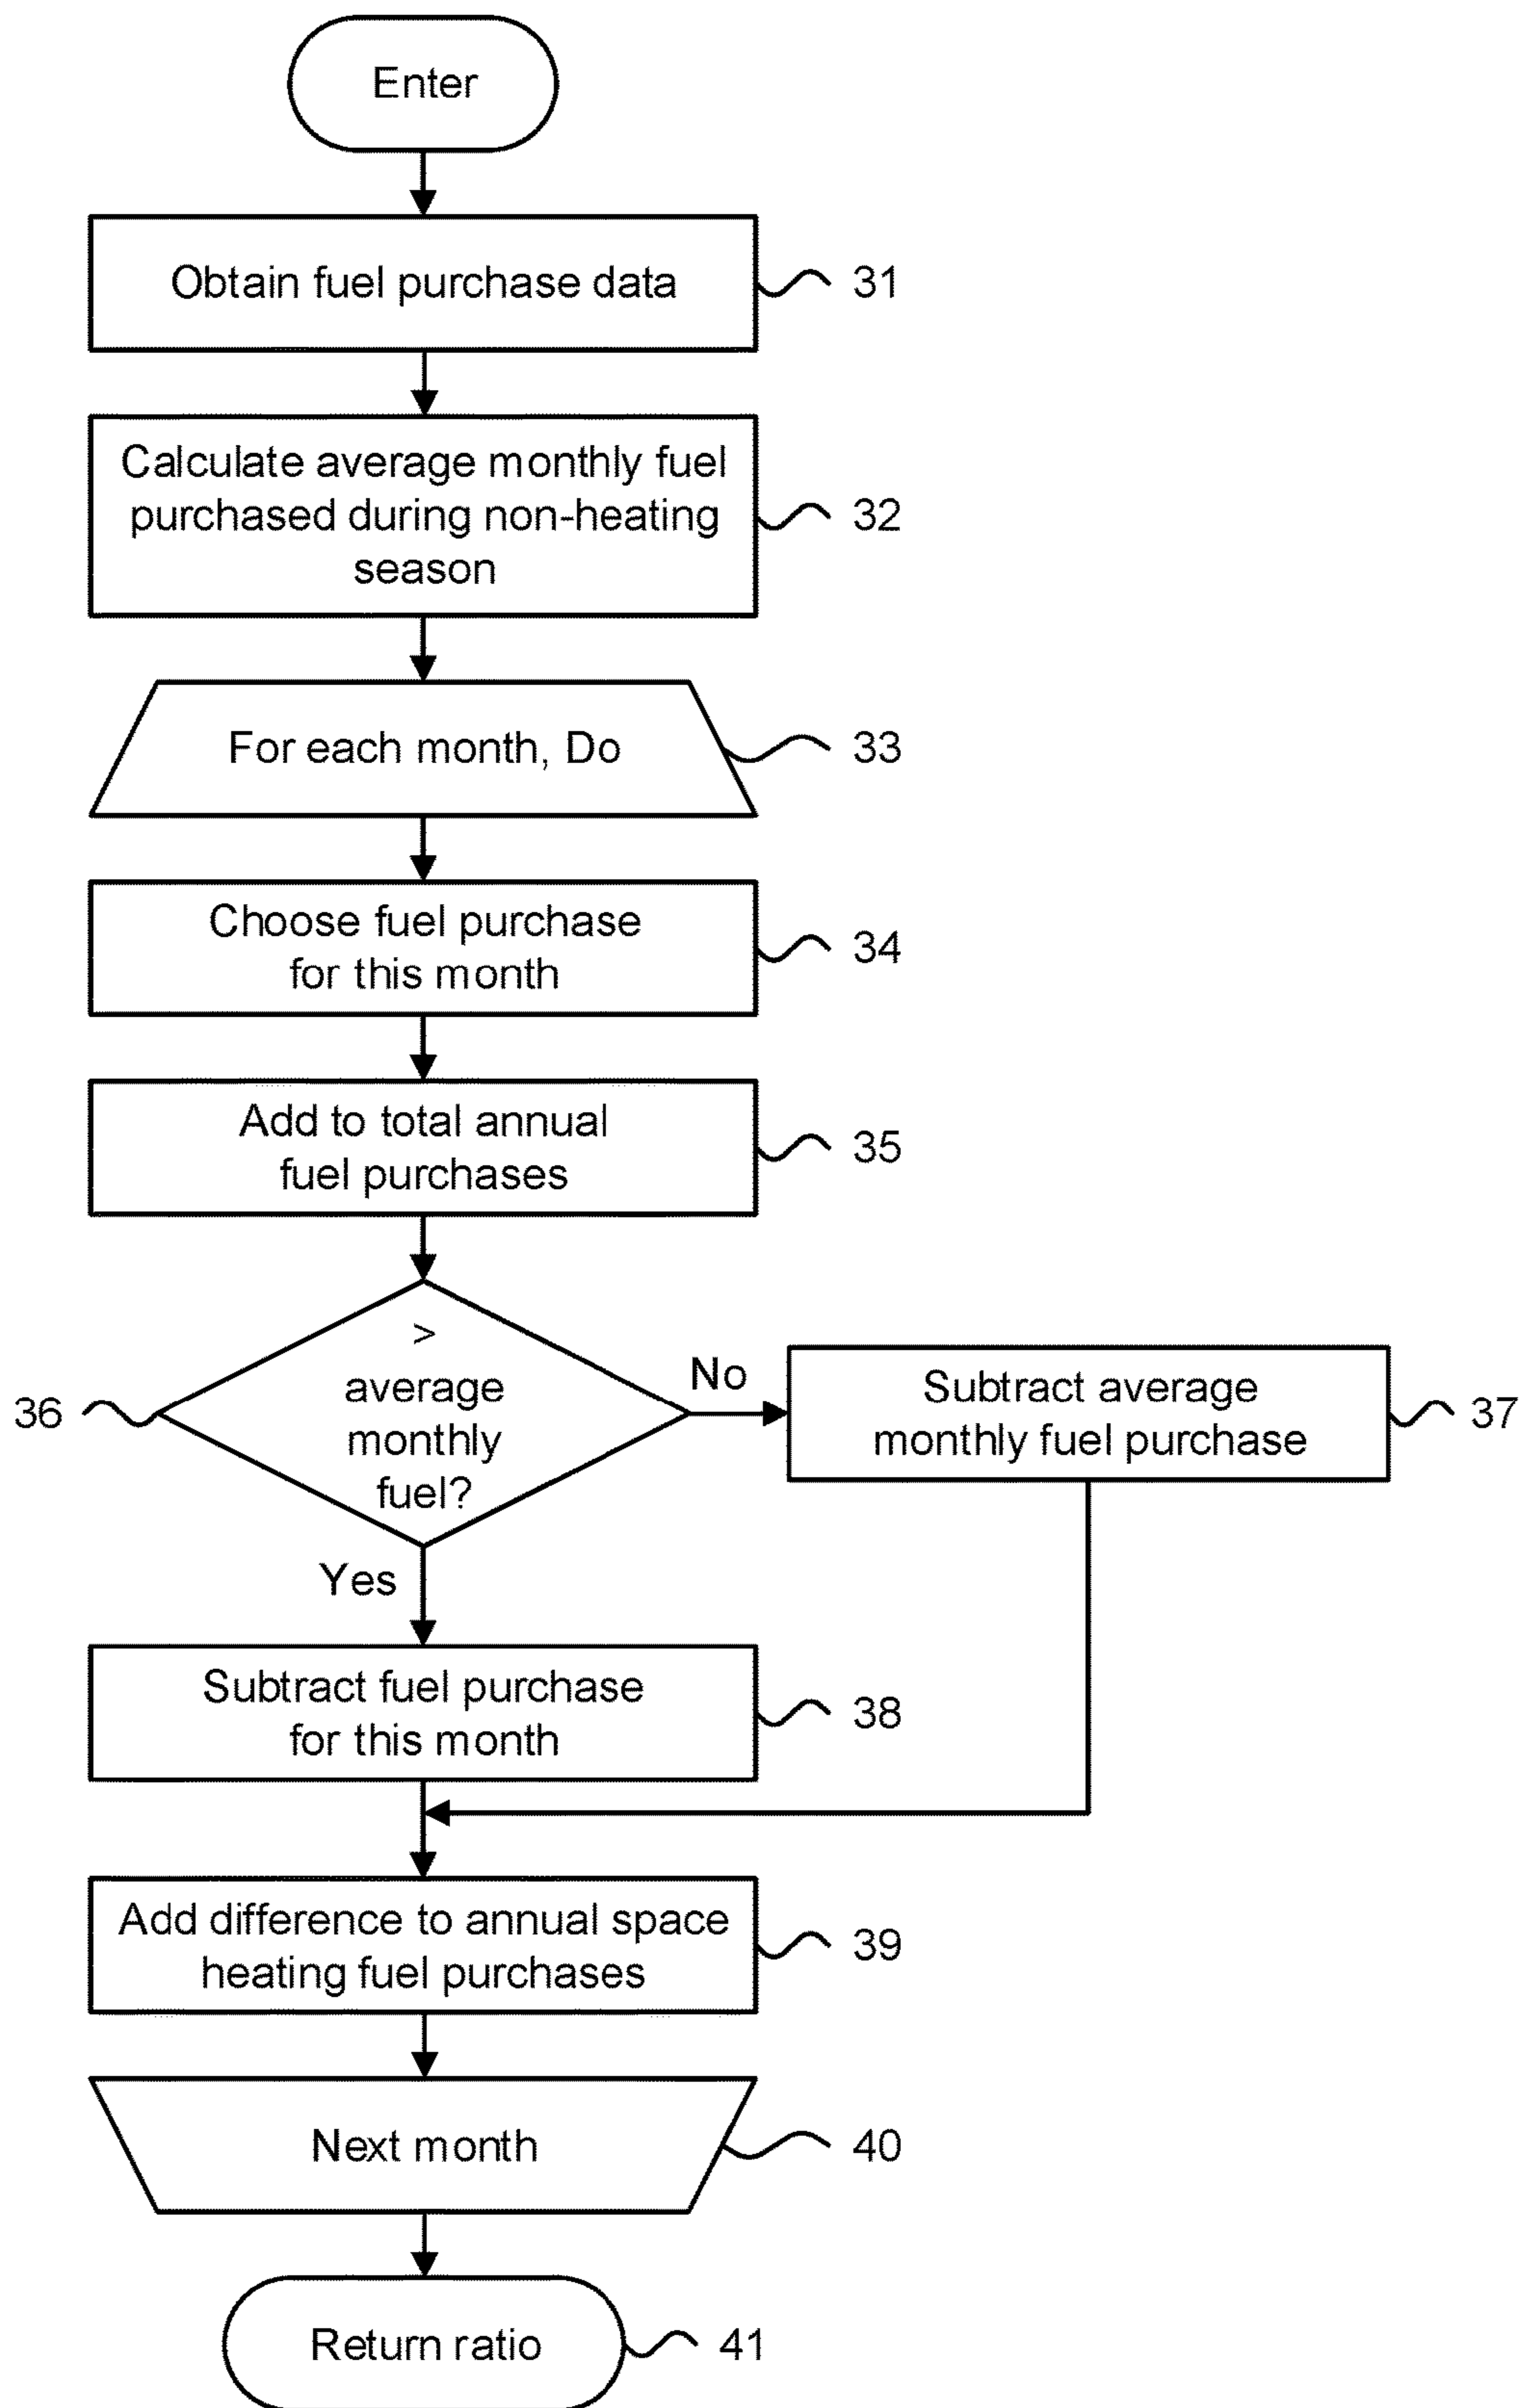 Enter
Obtain fuel purchase data
31
Calculate average monthly fuel
purchased during non-heating
season
32
For each month, Do
33
Choose fuel purchase
for this month
34
Add to total annual
fuel purchases
35
>
average
monthly
fuel?
36
No
Subtract average
monthly fuel purchase
37
Yes
Subtract fuel purchase
for this month
38
Add difference to annual space
heating fuel purchases
39
Next month
40
Return ratio
41